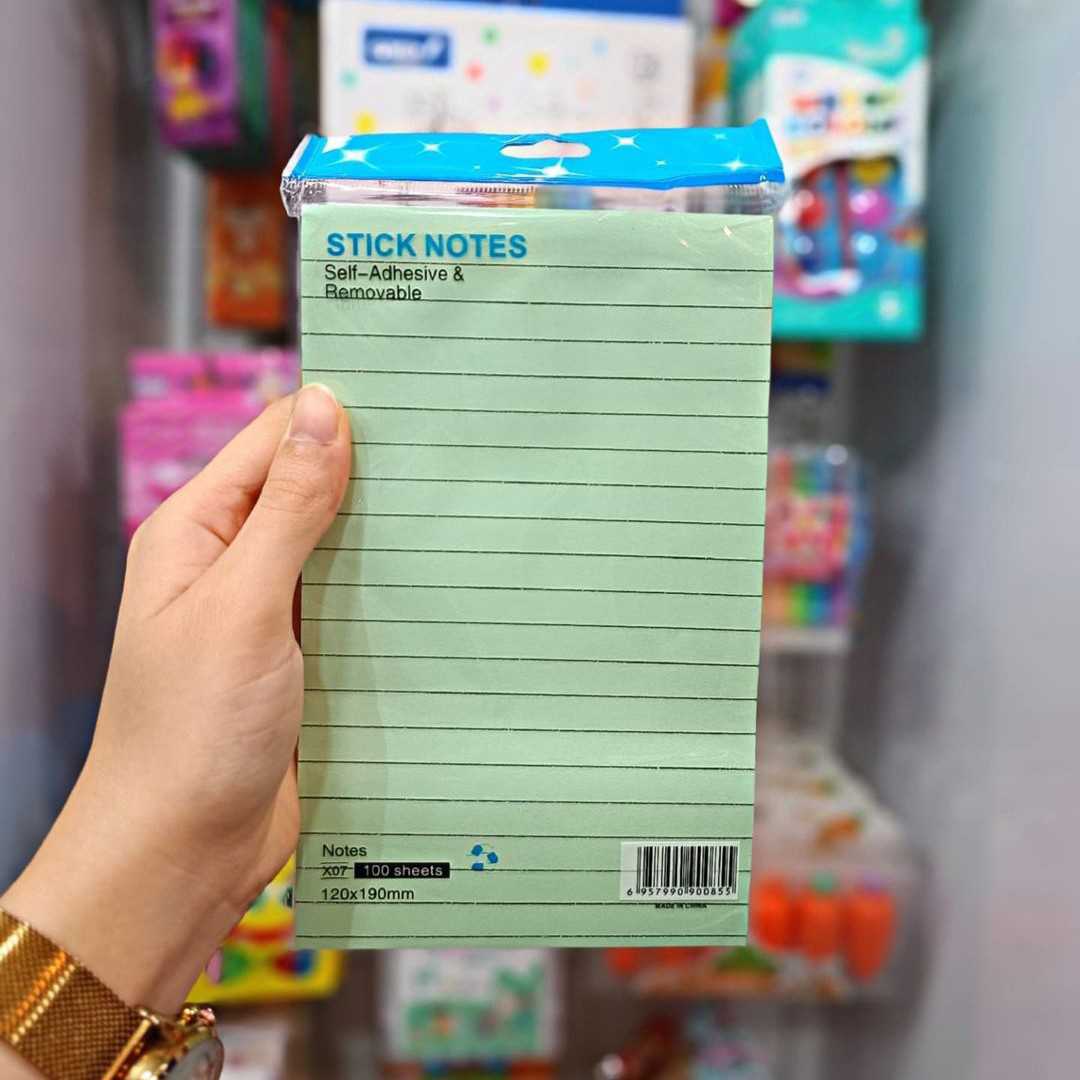 STICK NOTES
Self-Adhesive &
Removable
Notes
X07 100 sheets
120x190mm
6 957990 900855
MADE IN CHINA